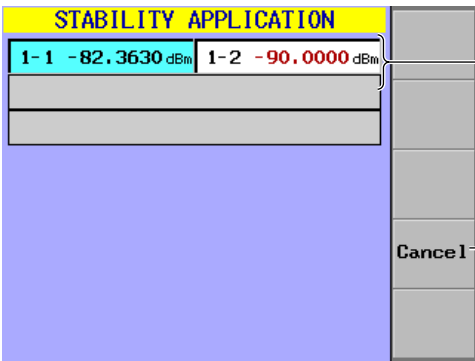 STABILITY APPLICATION
1-1 -82.3630 dBm 1-2 -90.0000 dBm
Cancel